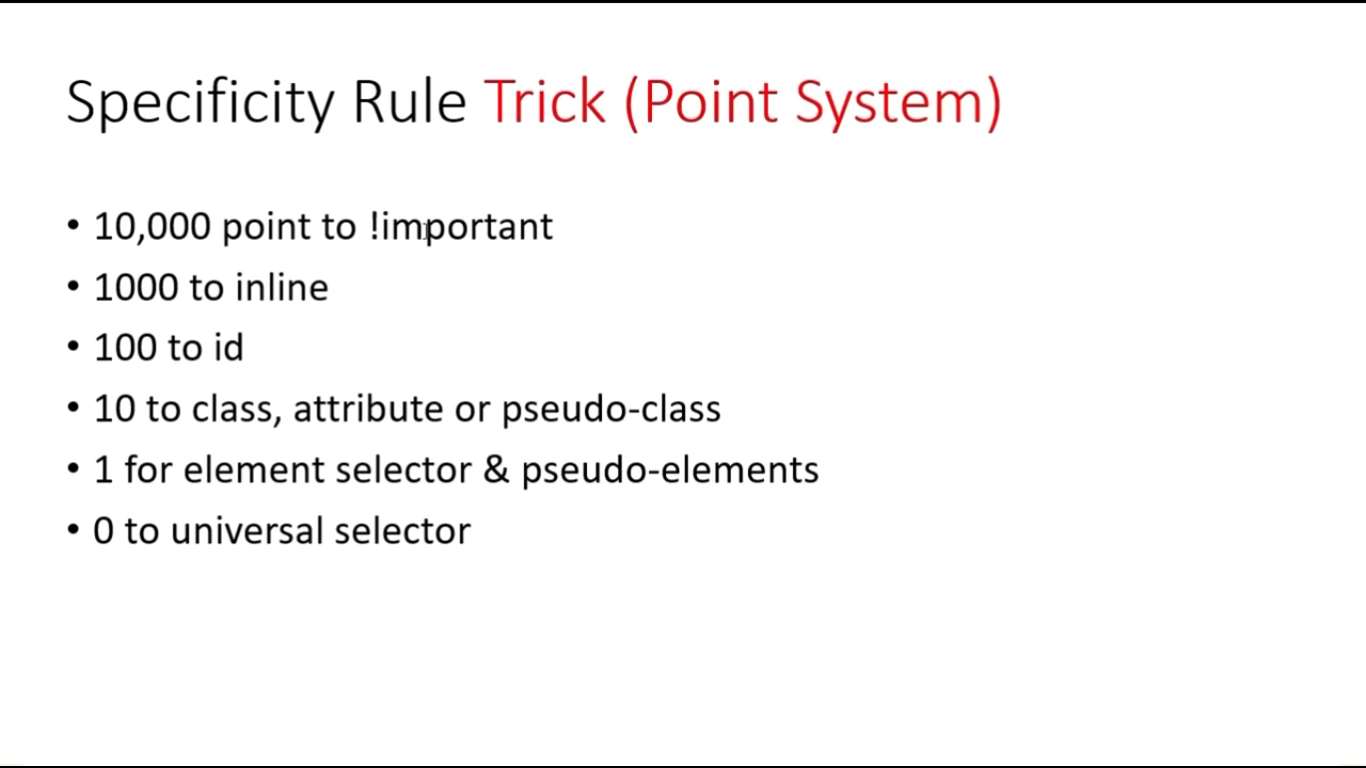 Specificity Rule Trick (Point System)
• 10,000 point to !important
• 1000 to inline
• 100 to id
• 10 to class, attribute or pseudo-class
• 1 for element selector & pseudo-elements
• 0 to universal selector